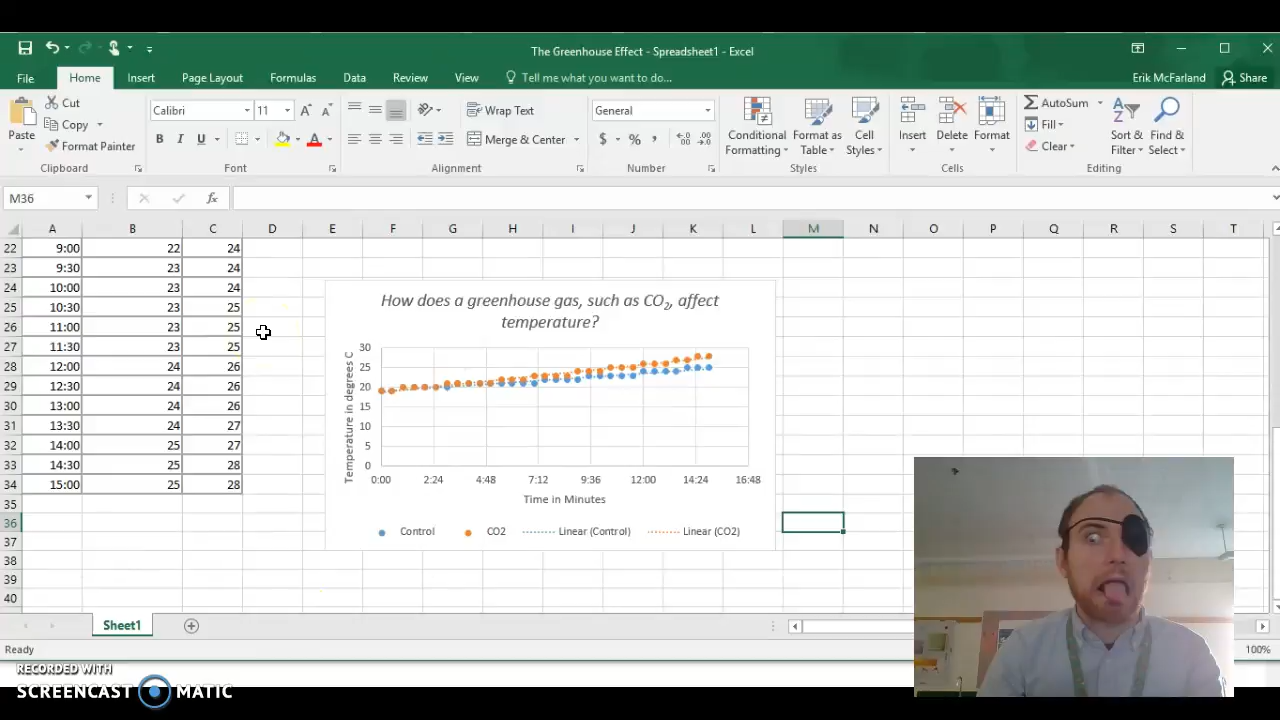 The Greenhouse Effect - Spreadsheet1 - Excel
File Home Insert Page Layout Formulas Data Review View Tell me what you want to do... Erik McFarland Share
Paste
Cut
Copy
Format Painter
Clipboard
Calibri 11
B I U
Font
Wrap Text
Merge & Center
Alignment
General
$ % ,
Number
Conditional Formatting
Format as Table
Cell Styles
Styles
Insert
Delete
Format
Cells
AutoSum
Fill
Clear
Sort & Filter
Find & Select
Editing
M36 fx
A B C D E F G H I J K L M N O P Q R S T
22 9:00 22 24
23 9:30 23 24
24 10:00 23 24
25 10:30 23 25
26 11:00 23 25
27 11:30 23 25
28 12:00 24 26
29 12:30 24 26
30 13:00 24 26
31 13:30 24 27
32 14:00 25 27
33 14:30 25 28
34 15:00 25 28
35
36
37
38
39
40
How does a greenhouse gas, such as CO2, affect
temperature?
Temperature in degrees C
30
25
20
15
10
5
0
0:00 2:24 4:48 7:12 9:36 12:00 14:24 16:48
Time in Minutes
Control CO2 Linear (Control) Linear (CO2)
Sheet1
Ready 100%
RECORDED WITH
SCREENCAST MATIC